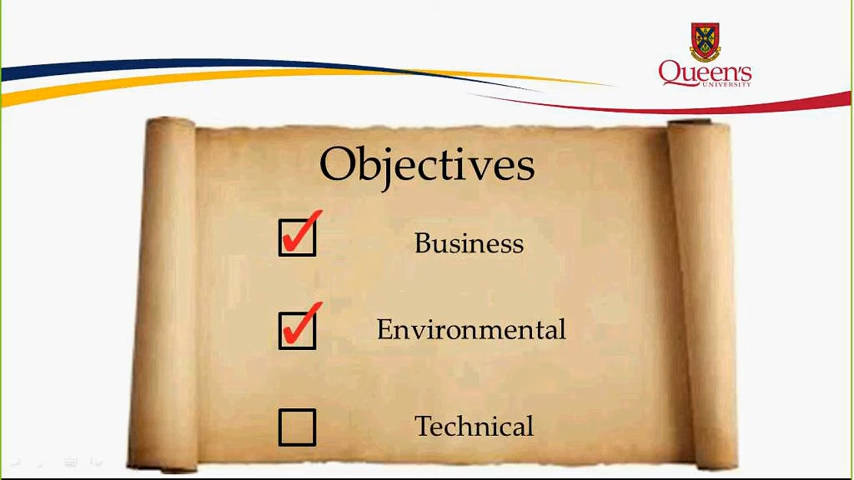 Queen's
UNIVERSITY
Objectives
Business
Environmental
Technical